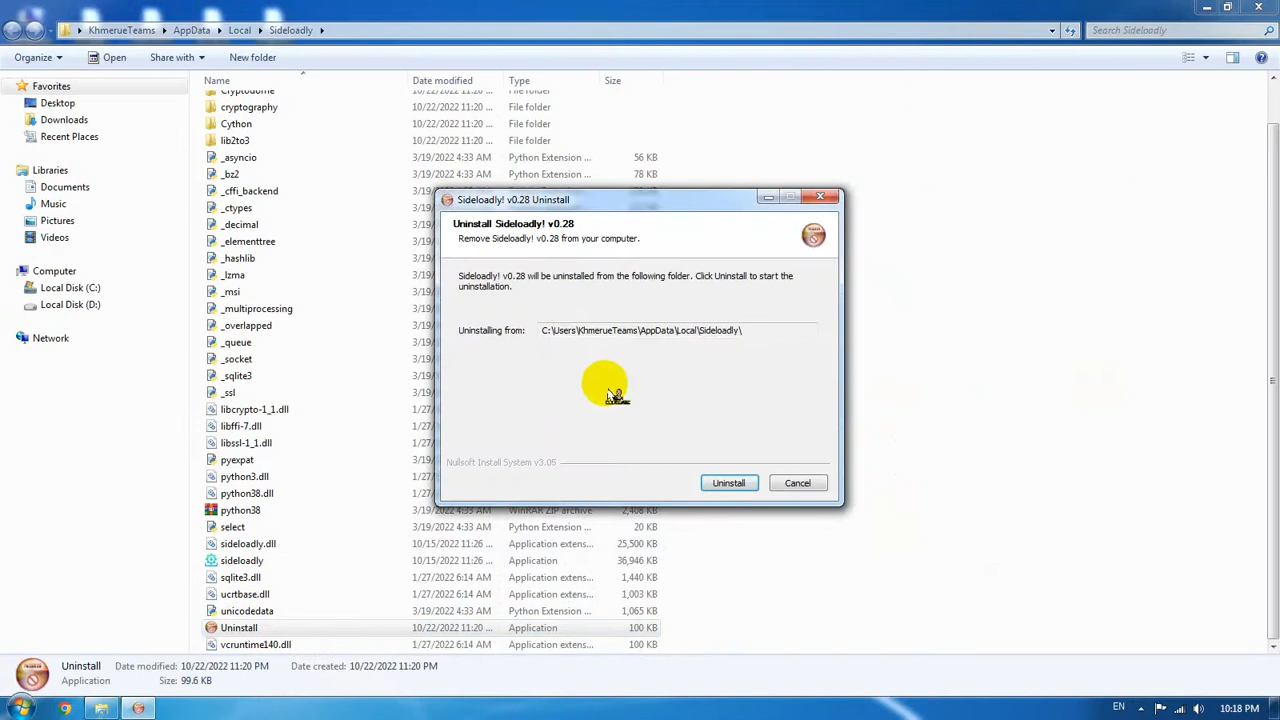 KhmerueTeams
AppData
Local
Sideloadly
Search Sideloadly
Organize
Open
Share with
New folder
Name
Date modified
Type
Size
Favorites
Desktop
Downloads
Recent Places
Libraries
Documents
Music
Pictures
Videos
Computer
Local Disk (C:)
Local Disk (D:)
Network
Cryptodome
cryptography 10/22/2022 11:20 ... File folder
Cython 10/22/2022 11:20 ... File folder
lib2to3 10/22/2022 11:20 ... File folder
_asyncio 3/19/2022 4:33 AM Python Extension ... 56 KB
_bz2 3/19/2022 4:33 AM Python Extension ... 78 KB
_cffi_backend
_ctypes
_decimal
_elementtree
_hashlib
_lzma
_msi
_multiprocessing
_overlapped
_queue
_socket
_sqlite3
_ssl
libcrypto-1_1.dll
libffi-7.dll
libssl-1_1.dll
pyexpat
python3.dll
python38.dll
python38 3/19/2022 4:33 AM WinRAR ZIP archive 2,408 KB
select 3/19/2022 4:33 AM Python Extension ... 20 KB
sideloadly.dll 10/15/2022 11:26 ... Application extens... 25,500 KB
sideloadly 10/15/2022 11:26 ... Application 36,946 KB
sqlite3.dll 1/27/2022 6:14 AM Application extens... 1,440 KB
ucrtbase.dll 1/27/2022 6:14 AM Application extens... 1,003 KB
unicodedata 3/19/2022 4:33 AM Python Extension ... 1,065 KB
Uninstall 10/22/2022 11:20 ... Application 100 KB
vcruntime140.dll 1/27/2022 6:14 AM Application extens... 100 KB
Sideloadly! v0.28 Uninstall
Uninstall Sideloadly! v0.28
Remove Sideloadly! v0.28 from your computer.
Sideloadly! v0.28 will be uninstalled from the following folder. Click Uninstall to start the
uninstallation.
Uninstalling from: C:\Users\KhmerueTeams\AppData\Local\Sideloadly\
Nullsoft Install System v3.05
Uninstall
Cancel
Uninstall Date modified: 10/22/2022 11:20 PM Date created: 10/22/2022 11:20 PM
Application Size: 99.6 KB
EN
10:18 PM